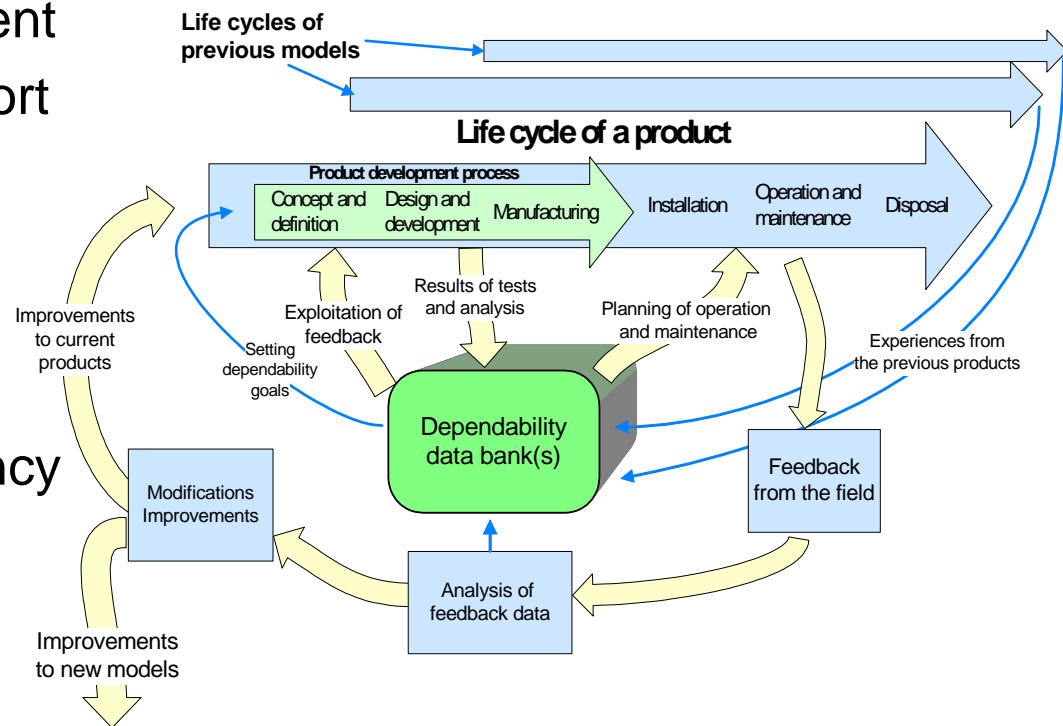 ent
Life cycles of
previous models
ort
Life cycle of a product
Product development process
Concept and
definition
Design and
development
Manufacturing
Installation
Operation and
maintenance
Disposal
Results of tests
and analysis
Exploitation of
feedback
Planning of operation
and maintenance
Improvements
to current
products
Setting
dependability
goals
Experiences from
the previous products
Dependability
data bank(s)
ncy
Modifications
Improvements
Feedback
from the field
Analysis of
feedback data
Improvements
to new models